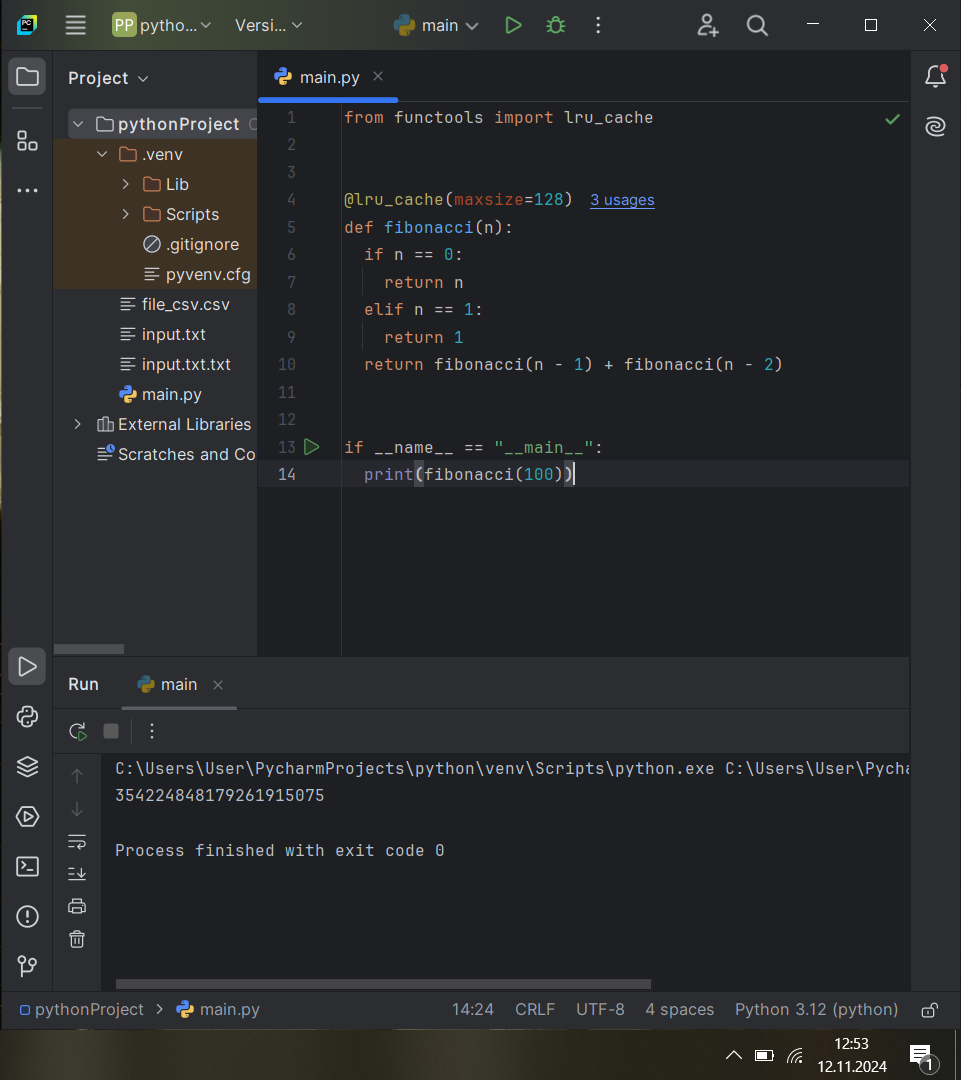 PP pytho... Versi... main
Project
main.py
pythonProject
.venv
Lib
Scripts
.gitignore
pyvenv.cfg
file_csv.csv
input.txt
input.txt.txt
main.py
External Libraries
Scratches and Co
1 from functools import lru_cache
2
3
4 @lru_cache(maxsize=128) 3 usages
5 def fibonacci(n):
6 if n == 0:
7 return n
8 elif n == 1:
9 return 1
10 return fibonacci(n - 1) + fibonacci(n - 2)
11
12
13 if __name__ == "__main__":
14 print(fibonacci(100))
Run main
C:\Users\User\PycharmProjects\python\venv\Scripts\python.exe C:\Users\User\Pycha
354224848179261915075
Process finished with exit code 0
pythonProject > main.py 14:24 CRLF UTF-8 4 spaces Python 3.12 (python)
12:53
12.11.2024
1